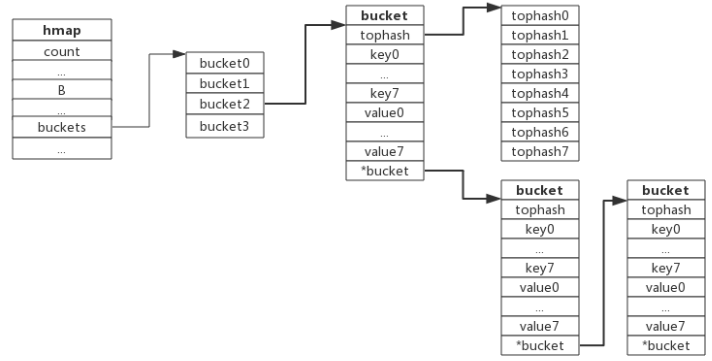 hmap
count
...
B
...
buckets
...
bucket0
bucket1
bucket2
bucket3
bucket
tophash
key0
...
key7
value0
...
value7
*bucket
tophash0
tophash1
tophash2
tophash3
tophash4
tophash5
tophash6
tophash7
bucket
tophash
key0
...
key7
value0
...
value7
*bucket
bucket
tophash
key0
...
key7
value0
...
value7
*bucket